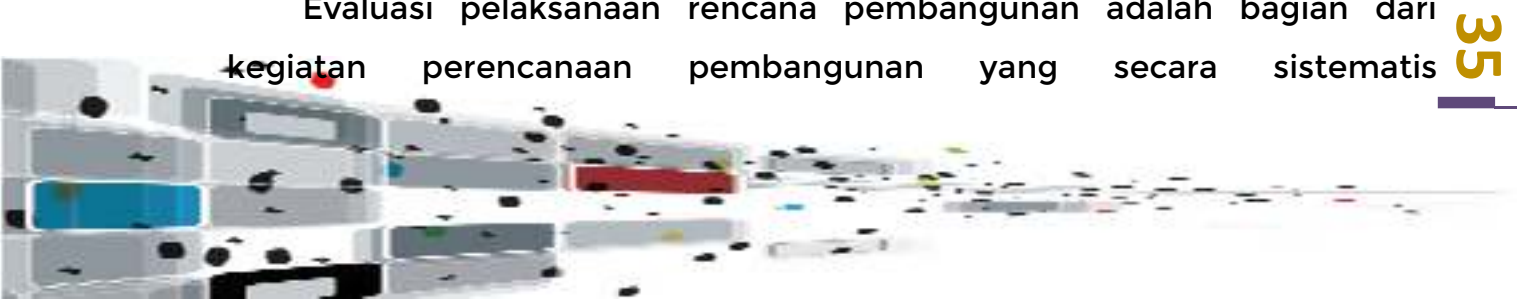 Evaluasi pelaksanaan rencana pembangunan adalah bagian dari
kegiatan perencanaan pembangunan yang secara sistematis
35